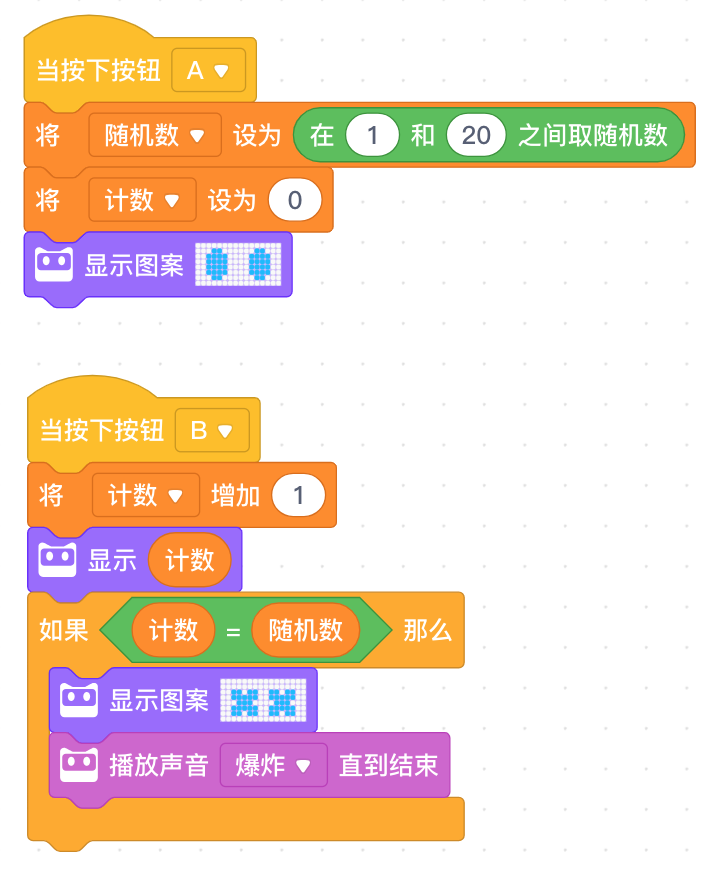 当按下按钮 A
将 随机数 设为 在 1 和 20 之间取随机数
将 计数 设为 0
显示图案
当按下按钮 B
将 计数 增加 1
显示 计数
如果 计数 = 随机数 那么
显示图案
播放声音 爆炸 直到结束